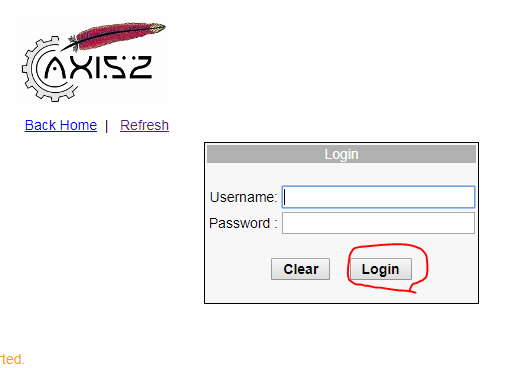 AXIS2
Back Home | Refresh
Login
Username:
Password :
Clear Login
rted.